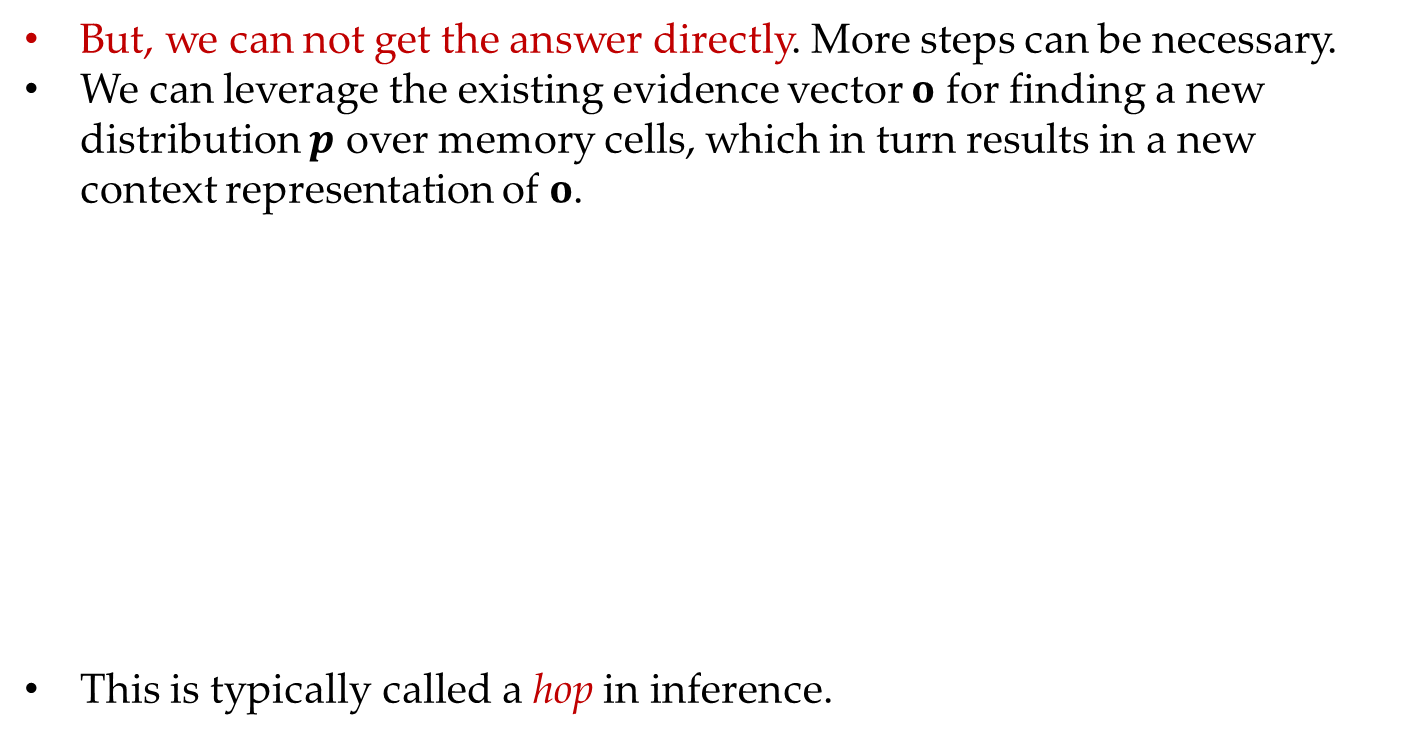 • But, we can not get the answer directly. More steps can be necessary.
• We can leverage the existing evidence vector o for finding a new
distribution p over memory cells, which in turn results in a new
context representation of o.
• This is typically called a hop in inference.